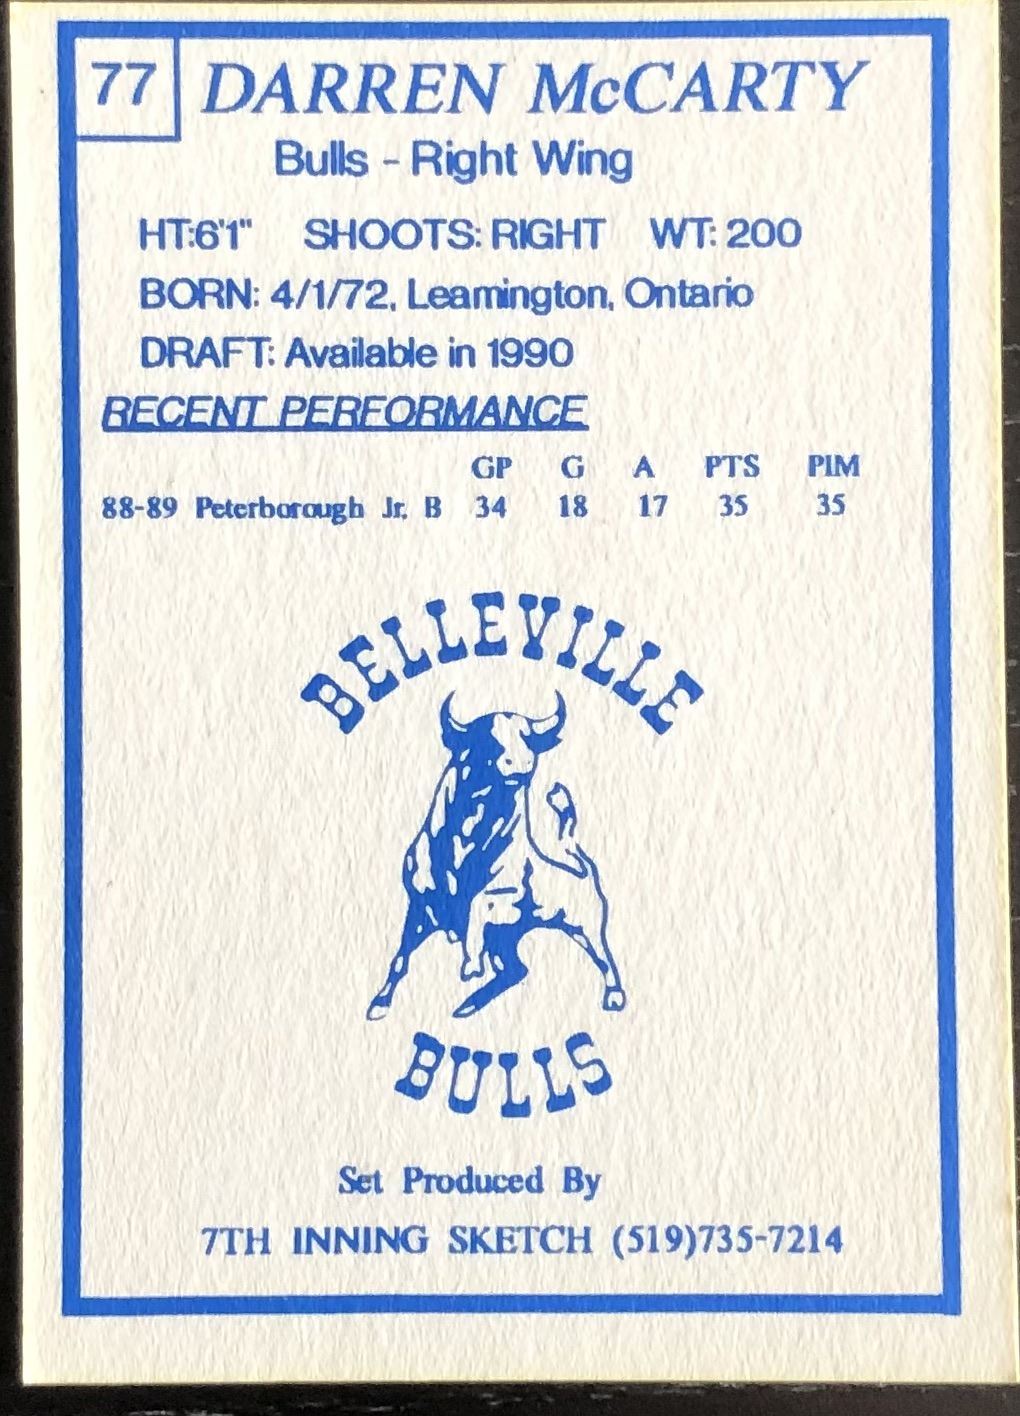 77 DARREN McCARTY
Bulls - Right Wing
HT:6'1" SHOOTS: RIGHT WT: 200
BORN: 4/1/72, Leamington, Ontario
DRAFT: Available in 1990
RECENT PERFORMANCE
GP G A PTS PIM
88-89 Peterborough Jr. B 34 18 17 35 35
BELLEVILLE
BULLS
Set Produced By
7TH INNING SKETCH (519)735-7214